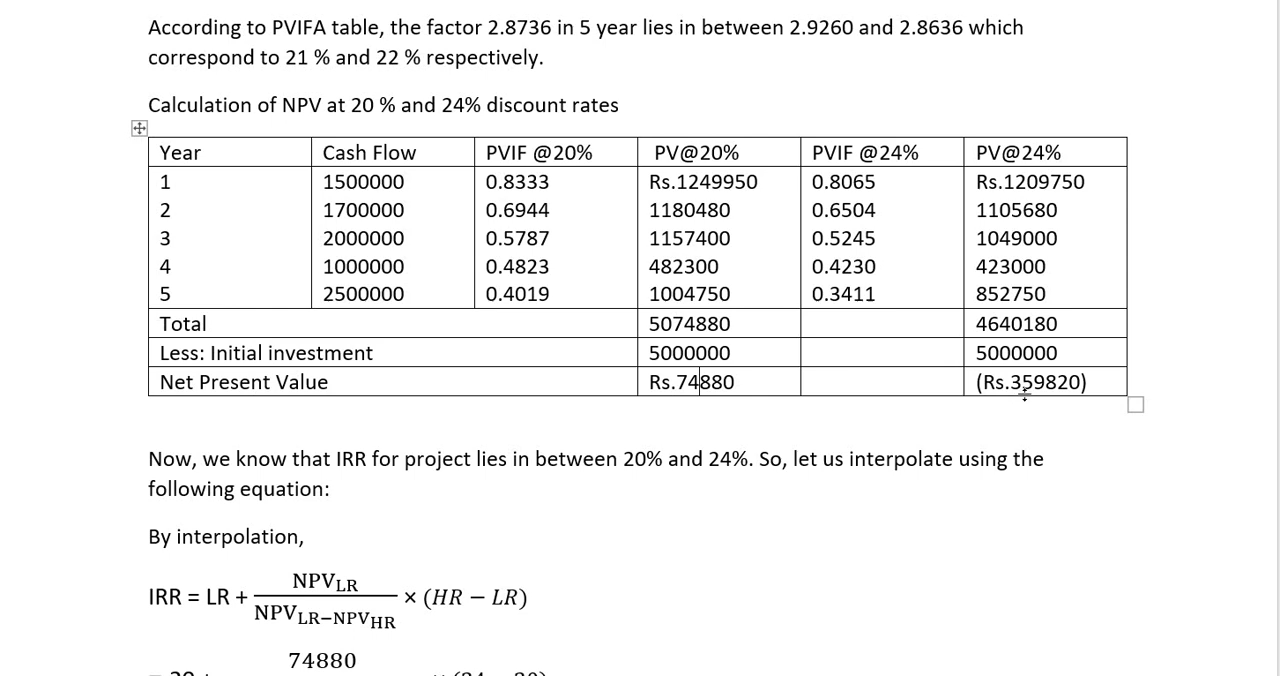 According to PVIFA table, the factor 2.8736 in 5 year lies in between 2.9260 and 2.8636 which
correspond to 21 % and 22 % respectively.
Calculation of NPV at 20 % and 24% discount rates
Year Cash Flow PVIF @20% PV@20% PVIF @24% PV@24%
1 1500000 0.8333 Rs.1249950 0.8065 Rs.1209750
2 1700000 0.6944 1180480 0.6504 1105680
3 2000000 0.5787 1157400 0.5245 1049000
4 1000000 0.4823 482300 0.4230 423000
5 2500000 0.4019 1004750 0.3411 852750
Total 5074880 4640180
Less: Initial investment 5000000 5000000
Net Present Value Rs.74880 (Rs.359820)
Now, we know that IRR for project lies in between 20% and 24%. So, let us interpolate using the
following equation:
By interpolation,
IRR = LR + NPVLR / NPVLR−NPVHR × (HR − LR)
74880